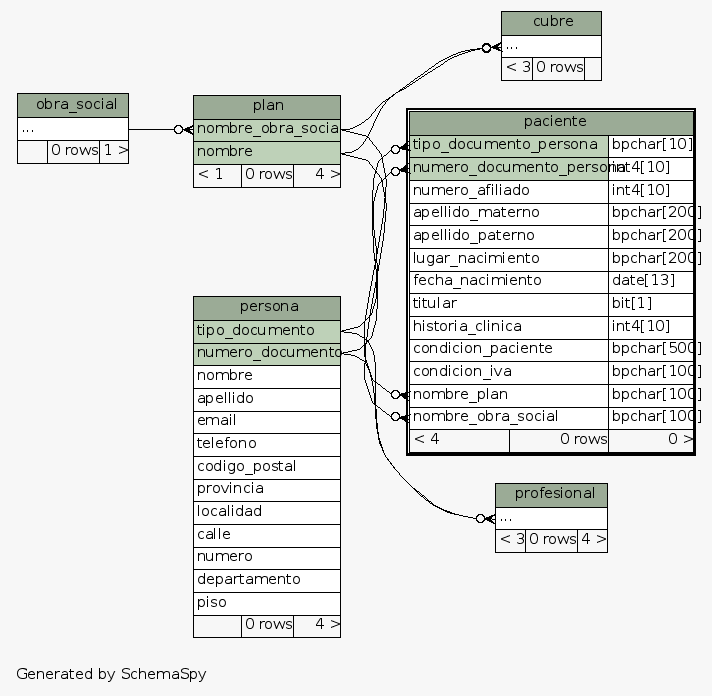 cubre
...
< 3 0 rows
obra_social
...
0 rows 1 >
plan
nombre_obra_socia
nombre
< 1 0 rows 4 >
paciente
tipo_documento_persona bpchar[10]
numero_documento_persona int4[10]
numero_afiliado int4[10]
apellido_materno bpchar[200]
apellido_paterno bpchar[200]
lugar_nacimiento bpchar[200]
fecha_nacimiento date[13]
titular bit[1]
historia_clinica int4[10]
condicion_paciente bpchar[500]
condicion_iva bpchar[100]
nombre_plan bpchar[100]
nombre_obra_social bpchar[100]
< 4 0 rows 0 >
persona
tipo_documento
numero_documento
nombre
apellido
email
telefono
codigo_postal
provincia
localidad
calle
numero
departamento
piso
0 rows 4 >
profesional
...
< 3 0 rows 4 >
Generated by SchemaSpy